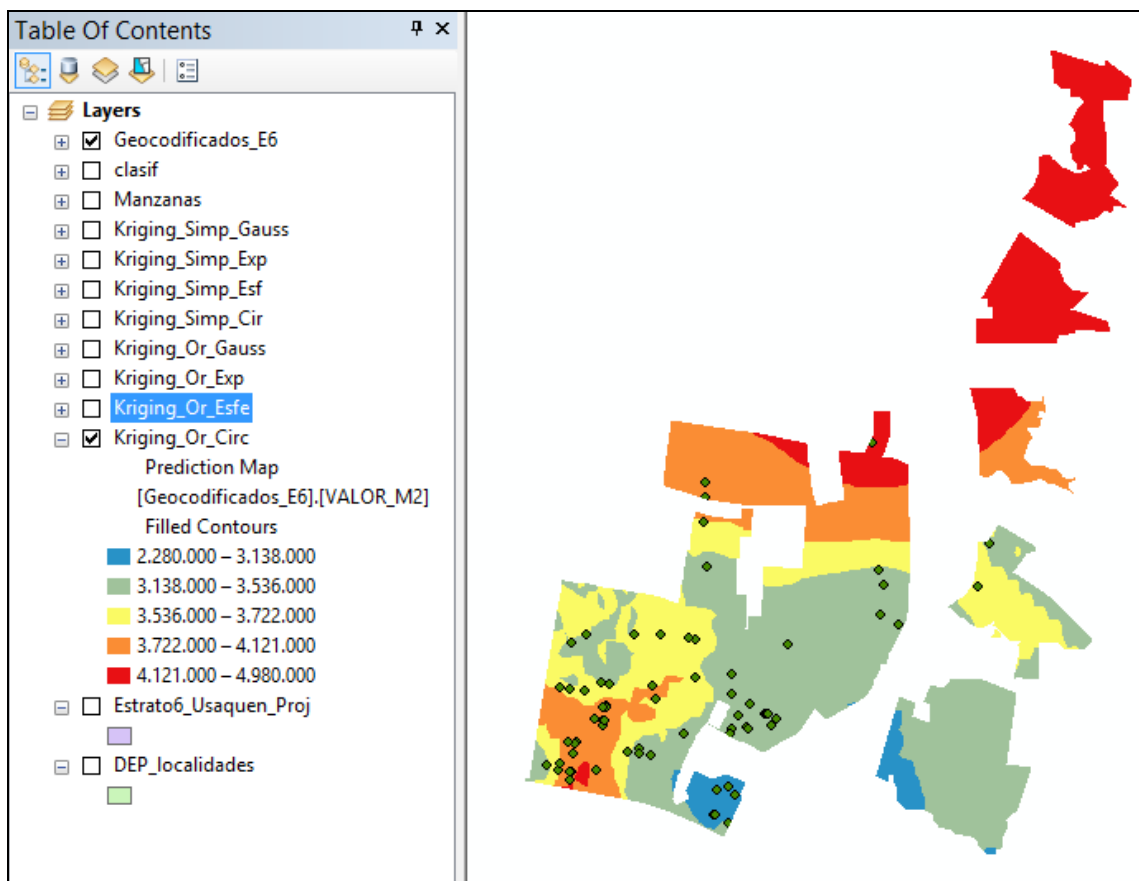 Table Of Contents
Layers
Geocodificados_E6
clasif
Manzanas
Kriging_Simp_Gauss
Kriging_Simp_Exp
Kriging_Simp_Esf
Kriging_Simp_Cir
Kriging_Or_Gauss
Kriging_Or_Exp
Kriging_Or_Esfe
Kriging_Or_Circ
Prediction Map
[Geocodificados_E6].[VALOR_M2]
Filled Contours
2.280.000 – 3.138.000
3.138.000 – 3.536.000
3.536.000 – 3.722.000
3.722.000 – 4.121.000
4.121.000 – 4.980.000
Estrato6_Usaquen_Proj
DEP_localidades